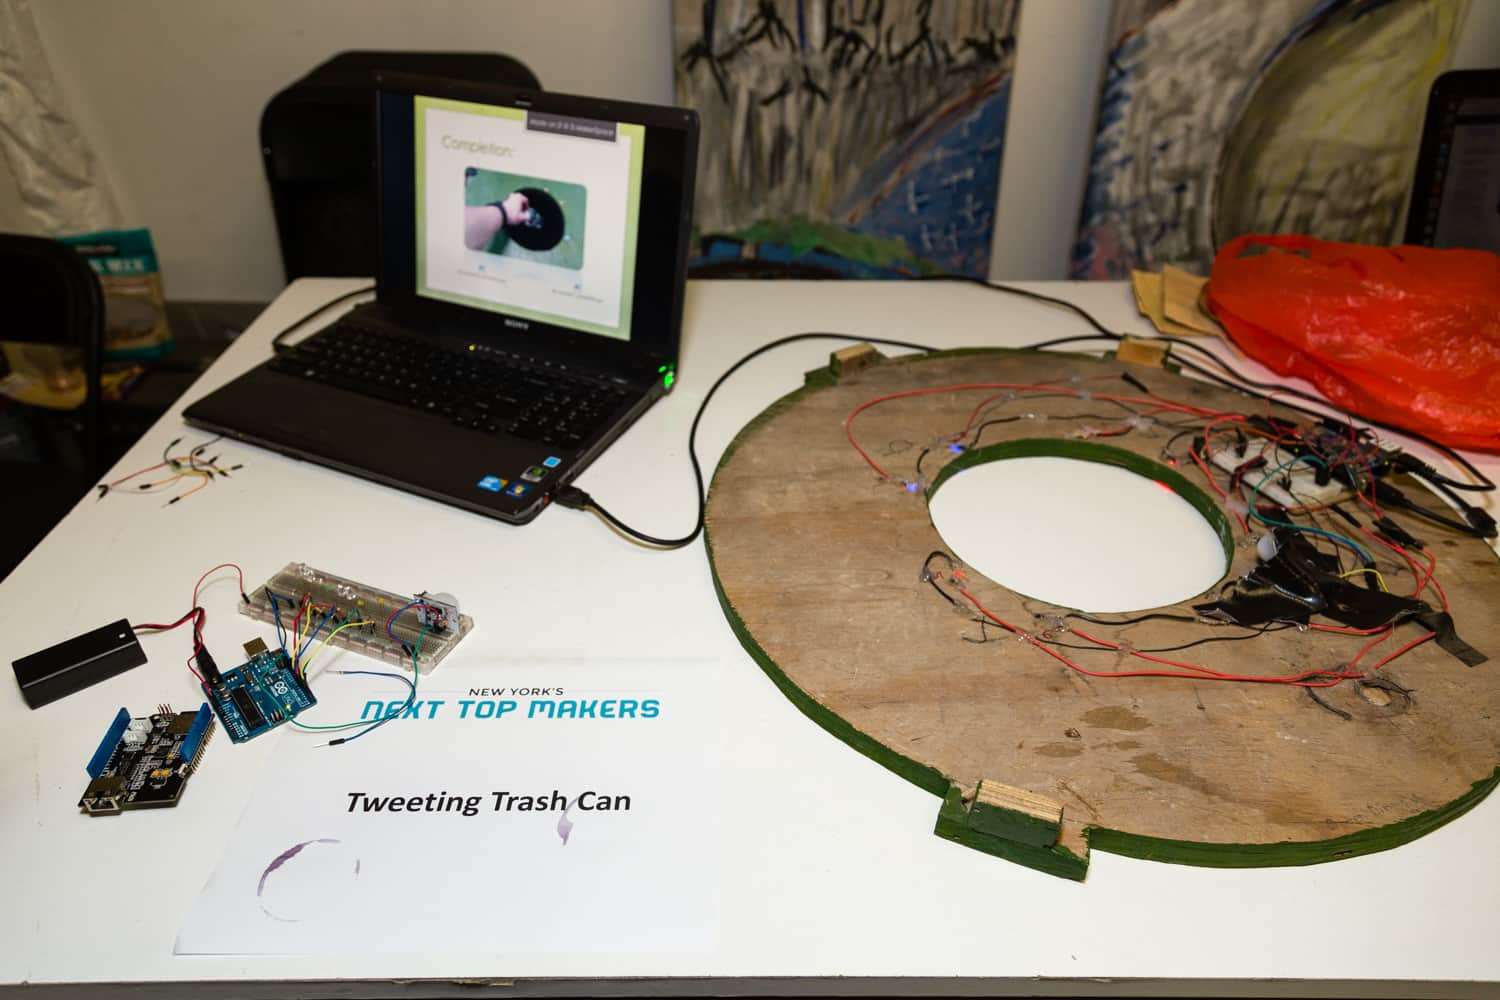 Completion:
SONY
NEW YORK'S
NEXT TOP MAKERS
Tweeting Trash Can